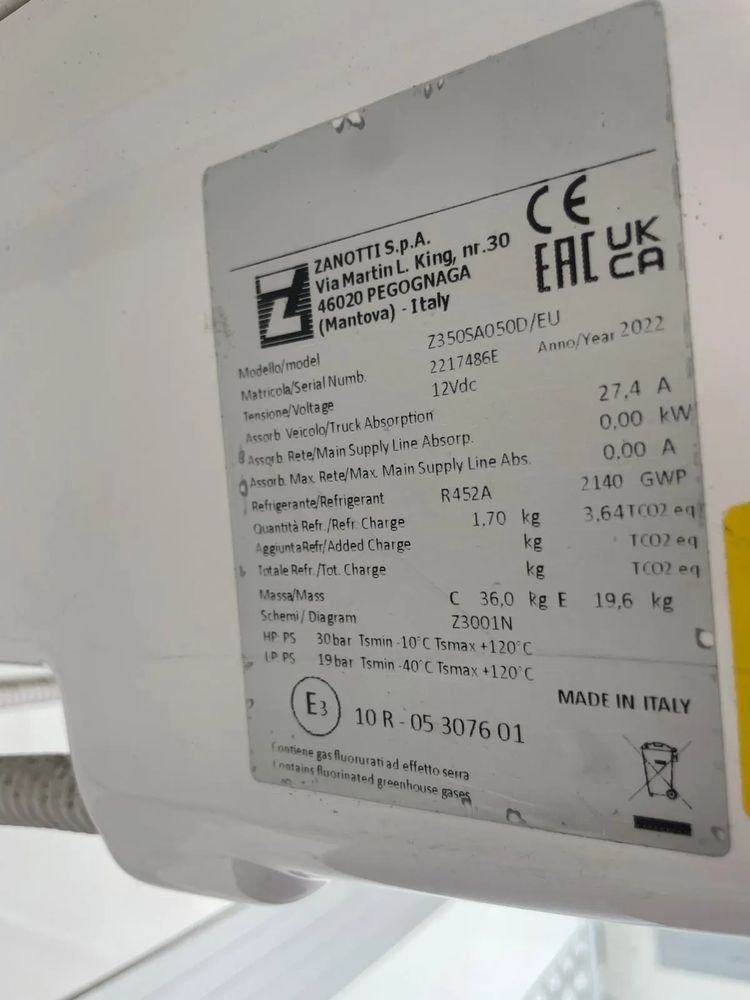 ZANOTTI S.p.A.
Via Martin L. King, nr.30
46020 PEGOGNAGA
(Mantova) - Italy
CE
EAC
UK
CA
Modello/model Z350SA050D/EU
Matricola/Serial Numb. 2217486E Anno/Year 2022
Tensione/Voltage 12Vdc
Assorb. Veicolo/Truck Absorption 27,4 A
Assorb. Rete/Main Supply Line Absorp. 0,00 kW
Assorb. Max. Rete/Max. Main Supply Line Abs. 0,00 A
Refrigerante/Refrigerant R452A 2140 GWP
Quantità Refr./Refr. Charge 1,70 kg 3,64TCO2 eq
AggiuntaRefr/Added Charge kg TCO2 eq
Totale Refr./Tot. Charge kg TCO2 eq
Massa/Mass C 36,0 kg E 19,6 kg
Schemi/Diagram Z3001N
HP PS 30bar Tsmin -10°C Tsmax +120°C
LP PS 19bar Tsmin -40°C Tsmax +120°C
MADE IN ITALY
E3 10 R - 05 3076 01
Contiene gas fluorurati ad effetto serra
Contains fluorinated greenhouse gases